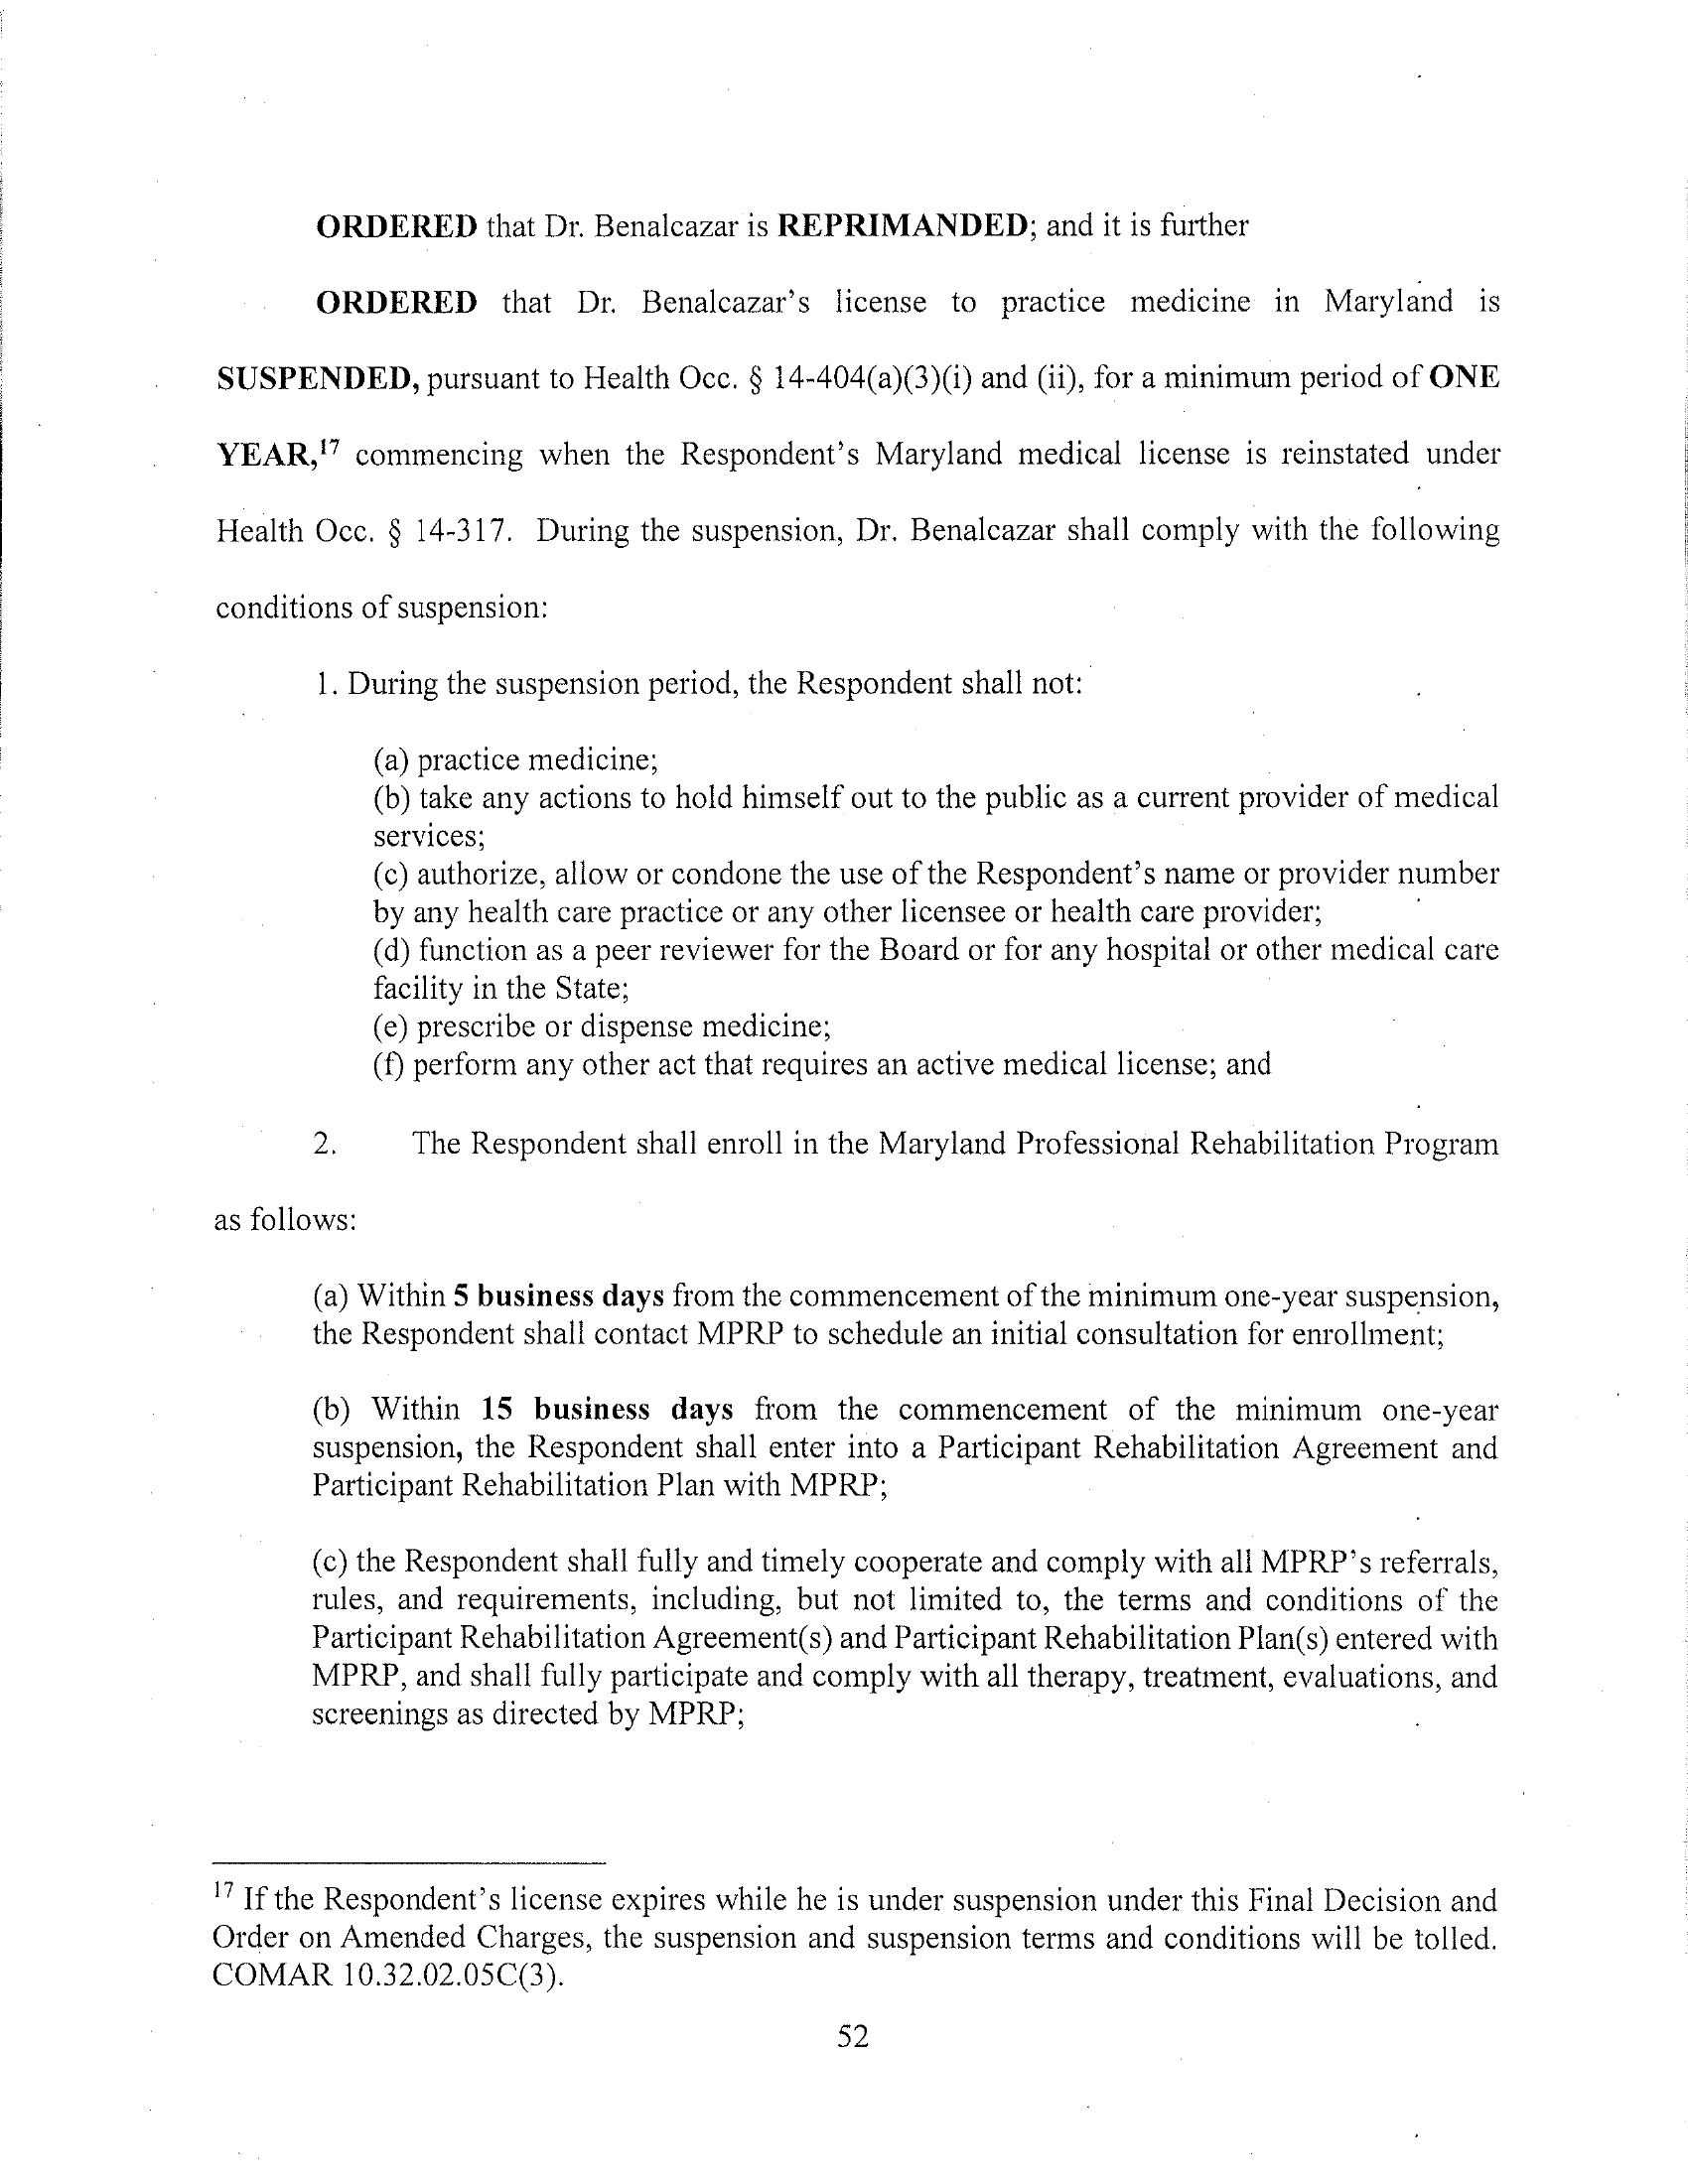 ORDERED that Dr. Benalcazar is REPRIMANDED; and it is further
ORDERED that Dr. Benalcazar's license to practice medicine in Maryland is
SUSPENDED, pursuant to Health Occ. § 14-404(a)(3)(i) and (ii), for a minimum period of ONE
YEAR,17 commencing when the Respondent's Maryland medical license is reinstated under
Health Occ. § 14-317. During the suspension, Dr. Benalcazar shall comply with the following
conditions of suspension:
1. During the suspension period, the Respondent shall not:
(a) practice medicine;
(b) take any actions to hold himself out to the public as a current provider of medical
services;
(c) authorize, allow or condone the use of the Respondent's name or provider number
by any health care practice or any other licensee or health care provider;
(d) function as a peer reviewer for the Board or for any hospital or other medical care
facility in the State;
(e) prescribe or dispense medicine;
(f) perform any other act that requires an active medical license; and
2. The Respondent shall enroll in the Maryland Professional Rehabilitation Program
as follows:
(a) Within 5 business days from the commencement of the minimum one-year suspension,
the Respondent shall contact MPRP to schedule an initial consultation for enrollment;
(b) Within 15 business days from the commencement of the minimum one-year
suspension, the Respondent shall enter into a Participant Rehabilitation Agreement and
Participant Rehabilitation Plan with MPRP;
(c) the Respondent shall fully and timely cooperate and comply with all MPRP's referrals,
rules, and requirements, including, but not limited to, the terms and conditions of the
Participant Rehabilitation Agreement(s) and Participant Rehabilitation Plan(s) entered with
MPRP, and shall fully participate and comply with all therapy, treatment, evaluations, and
screenings as directed by MPRP;
17 If the Respondent's license expires while he is under suspension under this Final Decision and
Order on Amended Charges, the suspension and suspension terms and conditions will be tolled.
COMAR 10.32.02.05C(3).
52